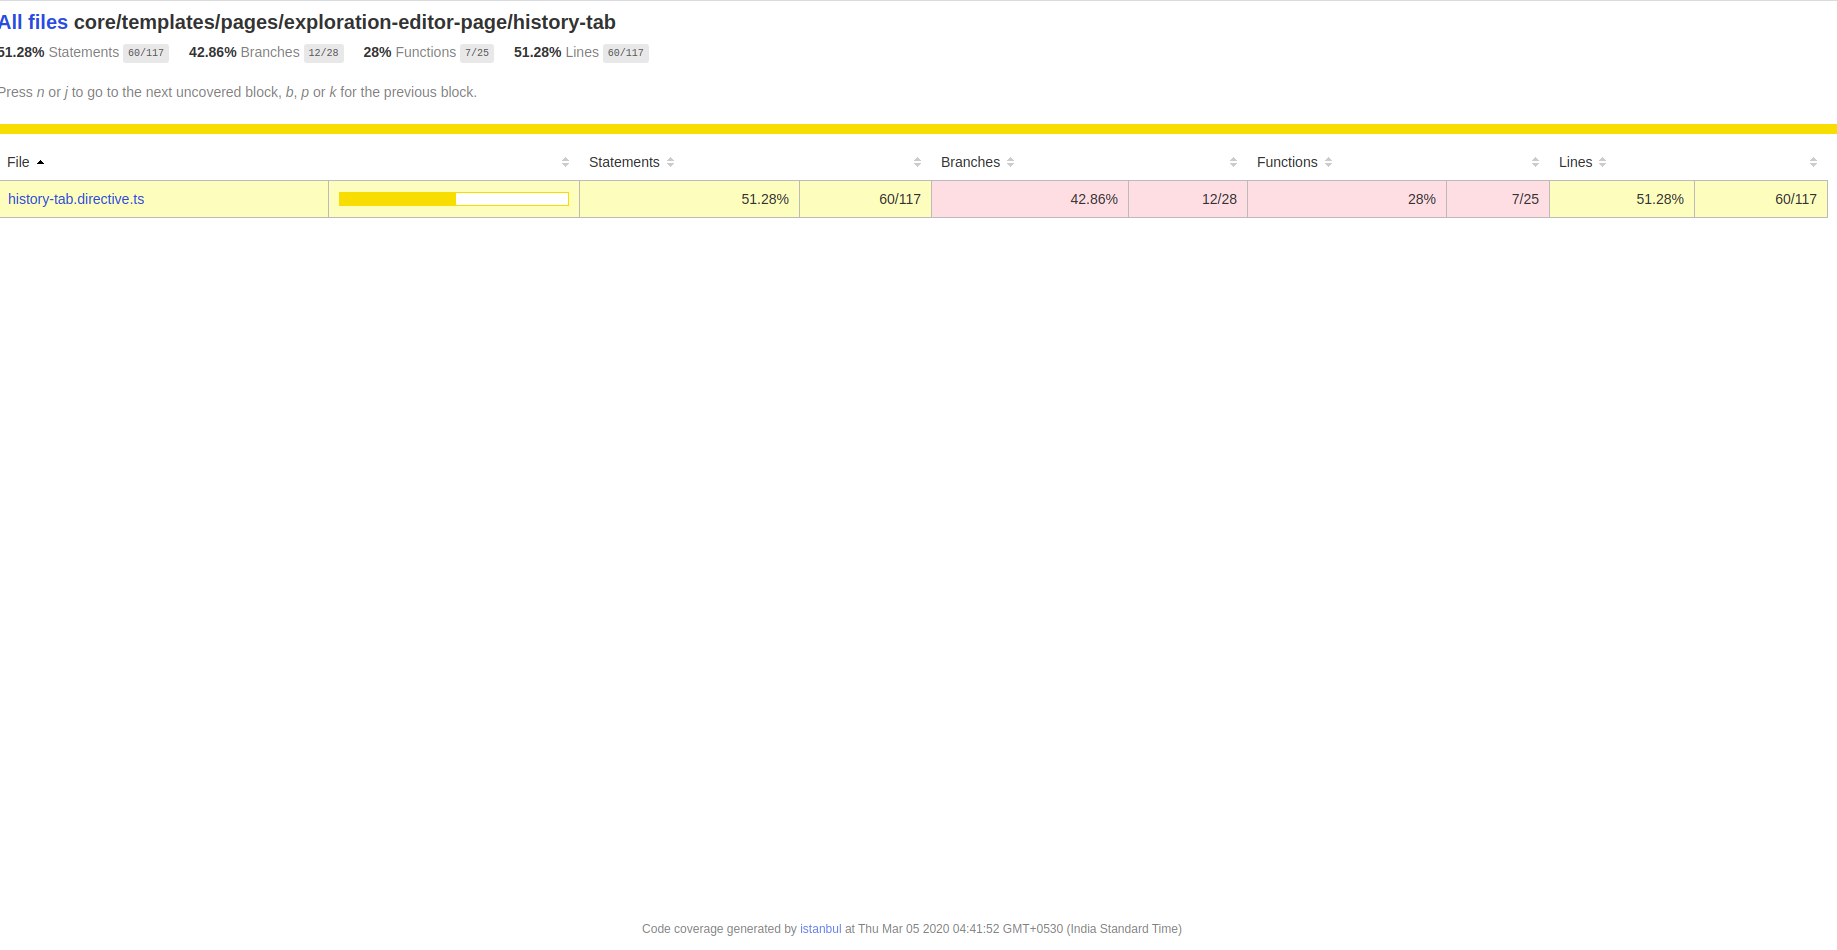 All files core/templates/pages/exploration-editor-page/history-tab
51.28% Statements 60/117 42.86% Branches 12/28 28% Functions 7/25 51.28% Lines 60/117
Press n or j to go to the next uncovered block, b, p or k for the previous block.
File Statements Branches Functions Lines
history-tab.directive.ts 51.28% 60/117 42.86% 12/28 28% 7/25 51.28% 60/117
Code coverage generated by istanbul at Thu Mar 05 2020 04:41:52 GMT+0530 (India Standard Time)